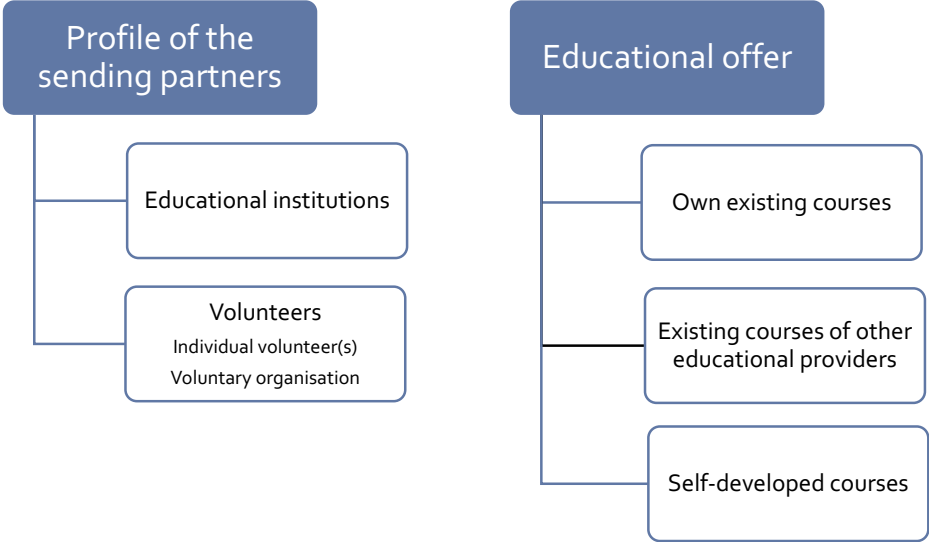 Profile of the
sending partners
Educational institutions
Volunteers
Individual volunteer(s)
Voluntary organisation
Educational offer
Own existing courses
Existing courses of other
educational providers
Self-developed courses